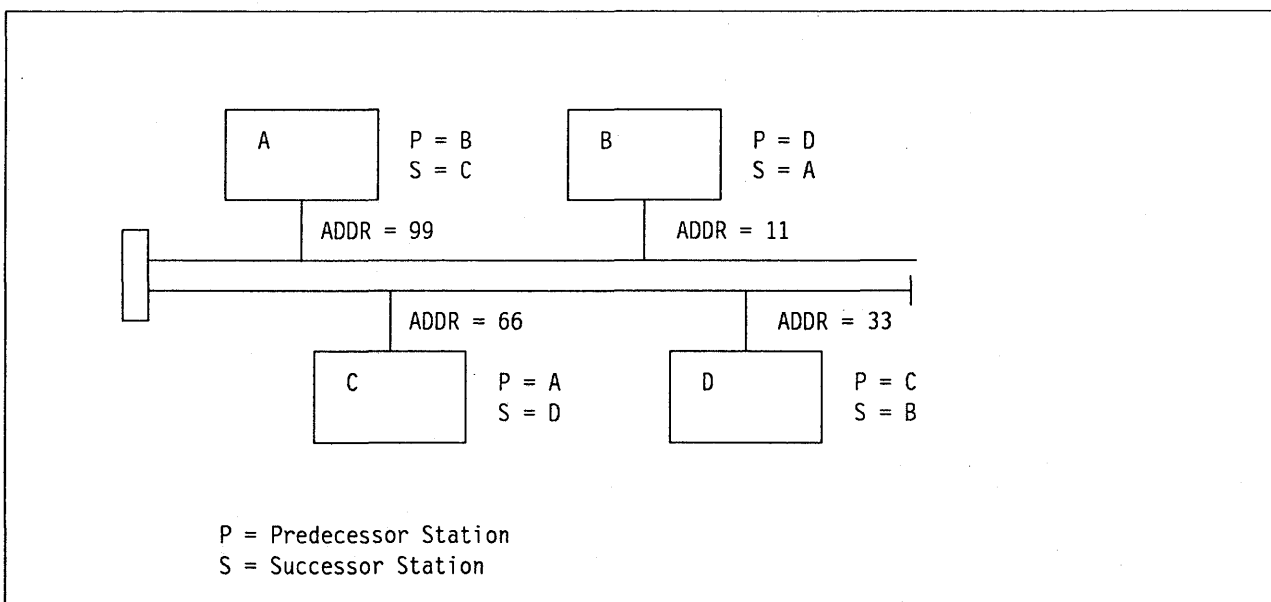 A
P = B
S = C
ADDR = 99
B
P = D
S = A
ADDR = 11
ADDR = 66
C
P = A
S = D
ADDR = 33
D
P = C
S = B
P = Predecessor Station
S = Successor Station